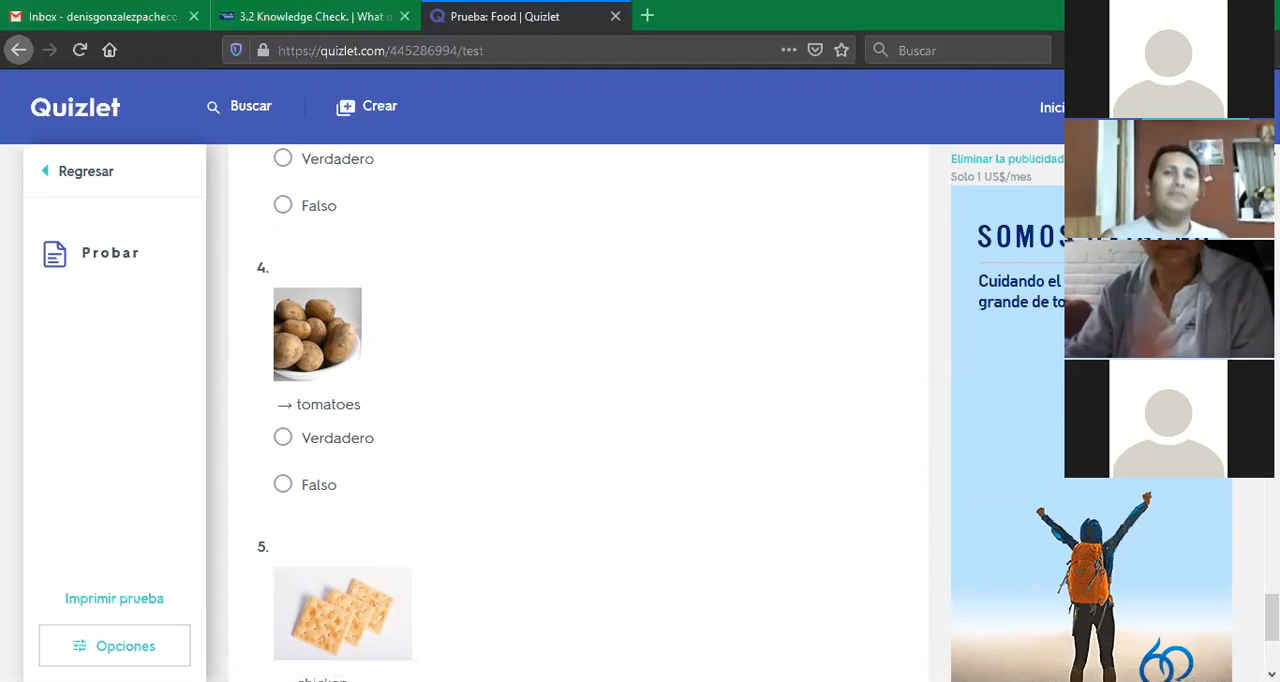 Inbox - denisgonzalezpacheco
3.2 Knowledge Check. | What o
Prueba: Food | Quizlet
https://quizlet.com/445286994/test
Buscar
Quizlet
Buscar
Crear
Inici
Regresar
Probar
Imprimir prueba
Opciones
Verdadero
Falso
4.
→ tomatoes
Verdadero
Falso
5.
Eliminar la publicidad
Solo 1 US$/mes
SOMOS
Cuidando el
grande de to
60